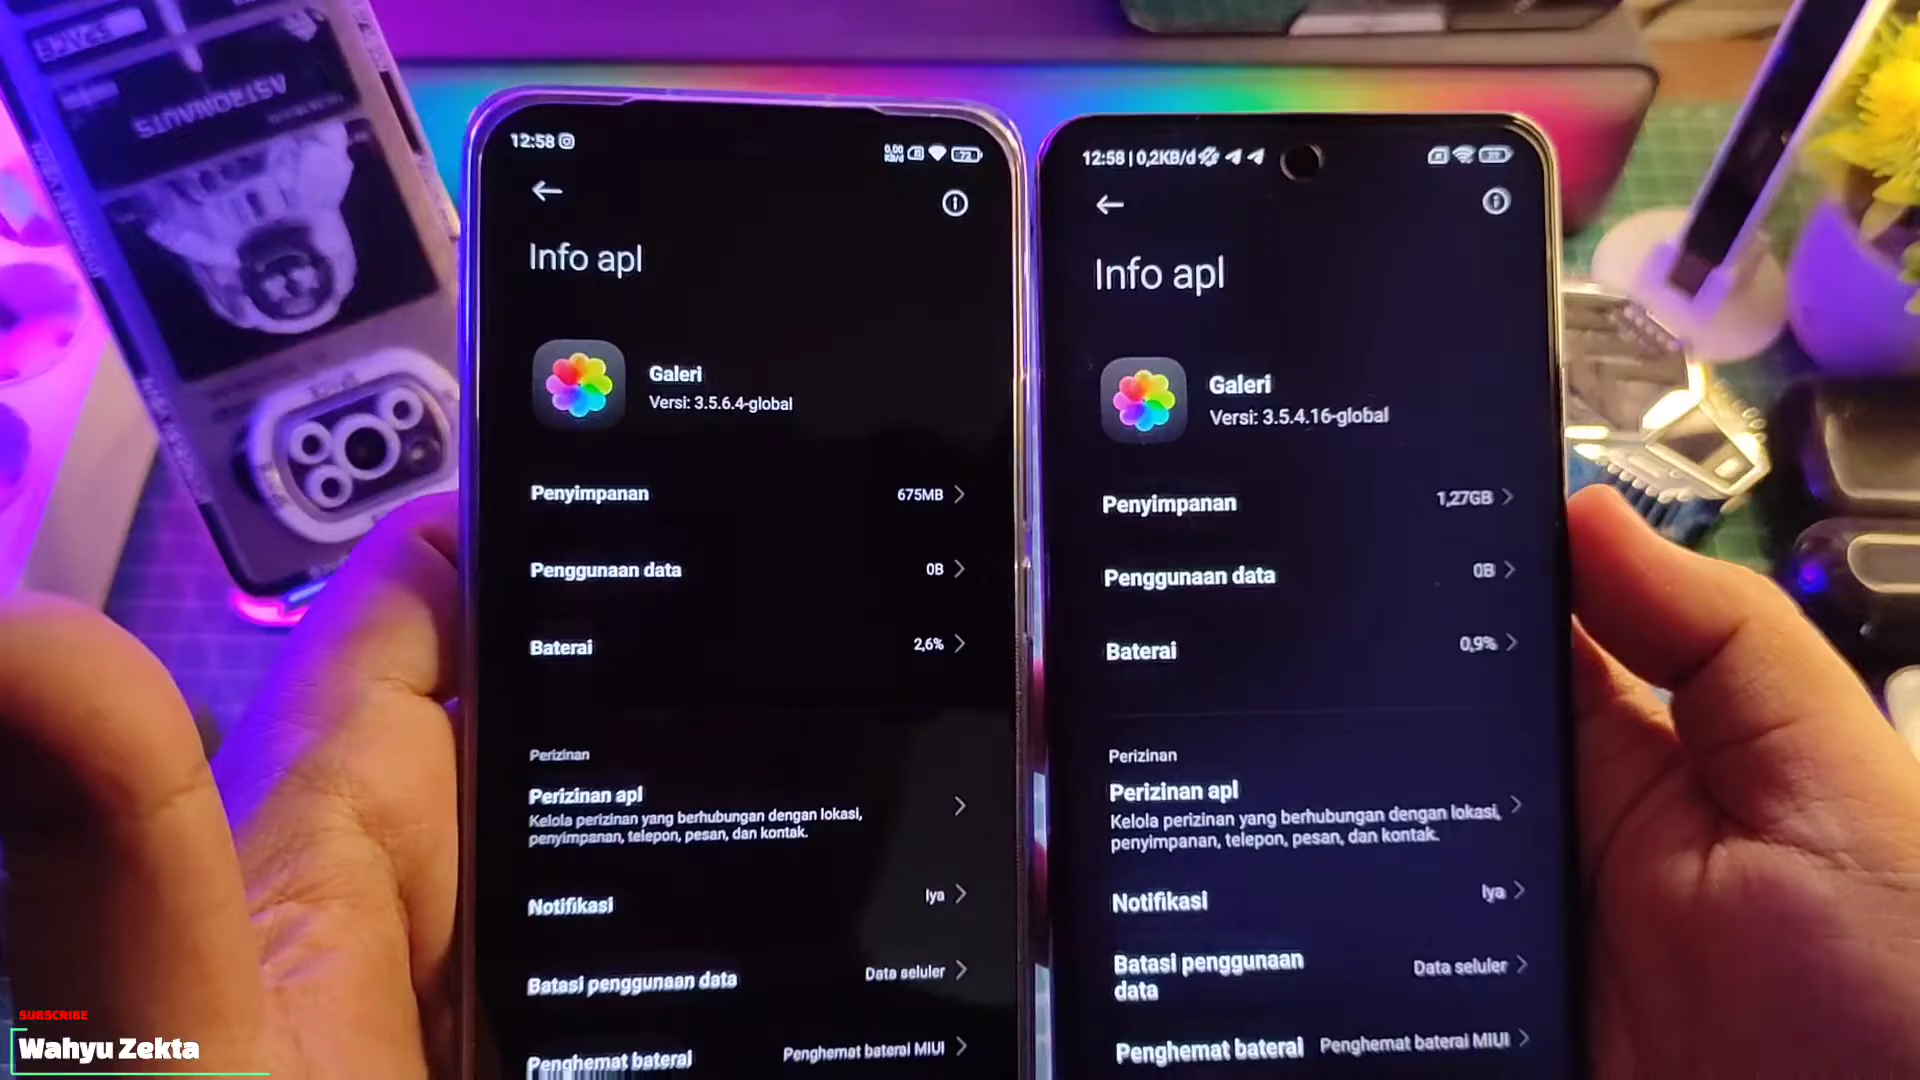 ASTRONAUTS
12:58
0,00
KB/d
72
Info apl
Galeri
Versi: 3.5.6.4-global
Penyimpanan
675MB
Penggunaan data
0B
Baterai
2,6%
Perizinan
Perizinan apl
Kelola perizinan yang berhubungan dengan lokasi,
penyimpanan, telepon, pesan, dan kontak.
Notifikasi
Iya
Batasi penggunaan data
Data seluler
Penghemat baterai
Penghemat baterai MIUI
12:58 | 0,2KB/d
Info apl
Galeri
Versi: 3.5.4.16-global
Penyimpanan
1,27GB
Penggunaan data
0B
Baterai
0,9%
Perizinan
Perizinan apl
Kelola perizinan yang berhubungan dengan lokasi,
penyimpanan, telepon, pesan, dan kontak.
Notifikasi
Iya
Batasi penggunaan
data
Data seluler
Penghemat baterai
Penghemat baterai MIUI
SUBSCRIBE
Wahyu Zekta